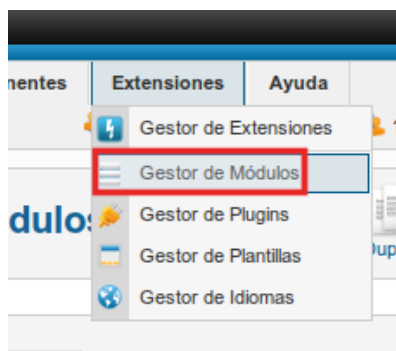 nentes Extensiones Ayuda
Gestor de Extensiones
Gestor de Módulos
dulos
Gestor de Plugins
Gestor de Plantillas
Dup
Gestor de Idiomas